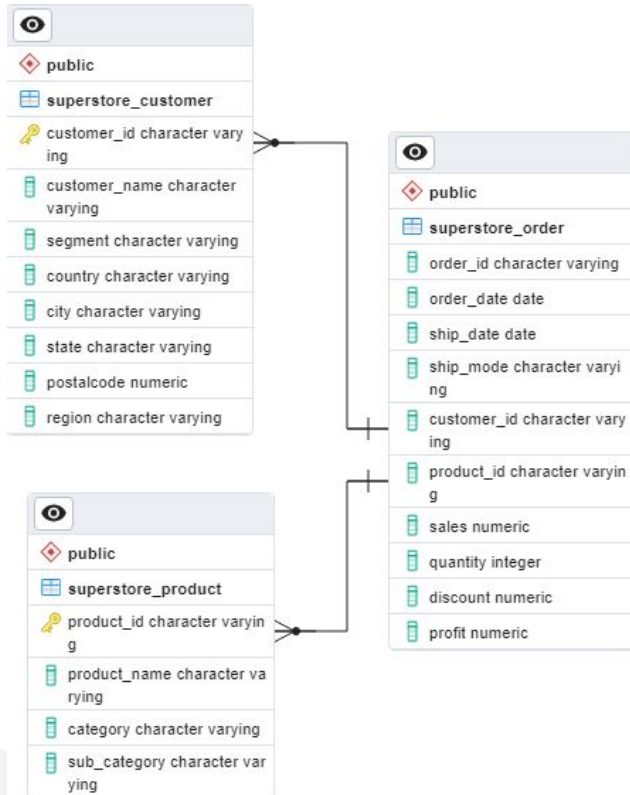 public
superstore_customer
customer_id character vary
ing
customer_name character
varying
segment character varying
country character varying
city character varying
state character varying
postalcode numeric
region character varying
public
superstore_order
order_id character varying
order_date date
ship_date date
ship_mode character varyi
ng
customer_id character vary
ing
product_id character varyin
g
sales numeric
quantity integer
discount numeric
profit numeric
public
superstore_product
product_id character varyin
g
product_name character va
rying
category character varying
sub_category character var
ying